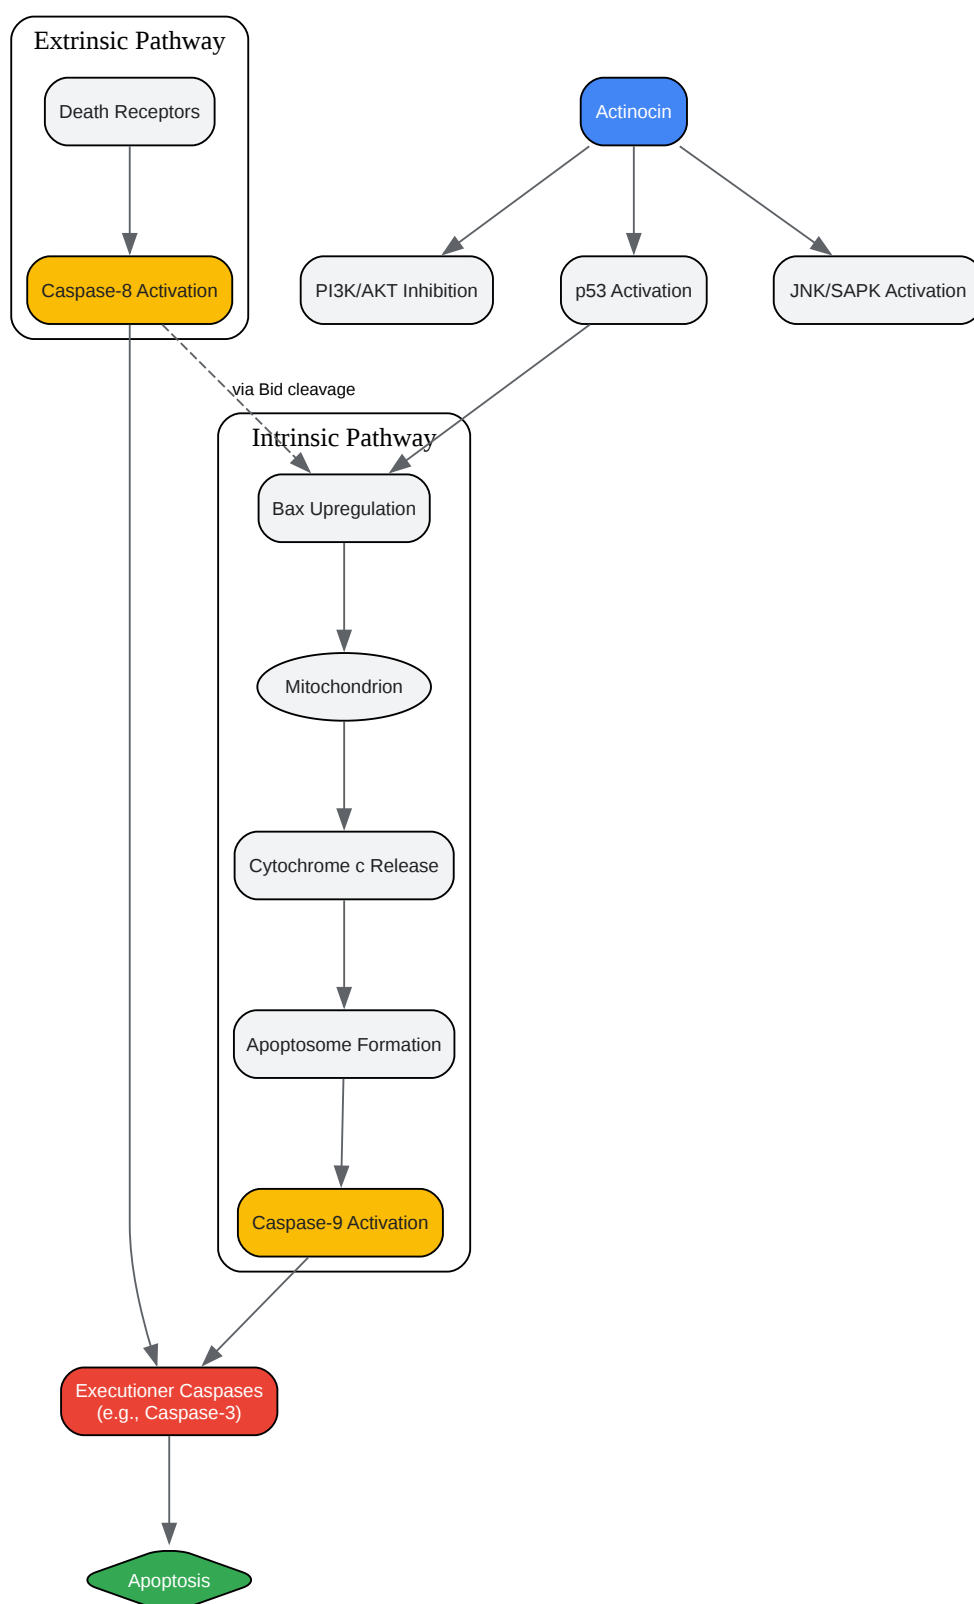 Extrinsic Pathway
Death Receptors
Actinocin
Caspase-8 Activation
PI3K/AKT Inhibition
p53 Activation
JNK/SAPK Activation
via Bid cleavage
Intrinsic Pathway
Bax Upregulation
Mitochondrion
Cytochrome c Release
Apoptosome Formation
Caspase-9 Activation
Executioner Caspases
(e.g., Caspase-3)
Apoptosis